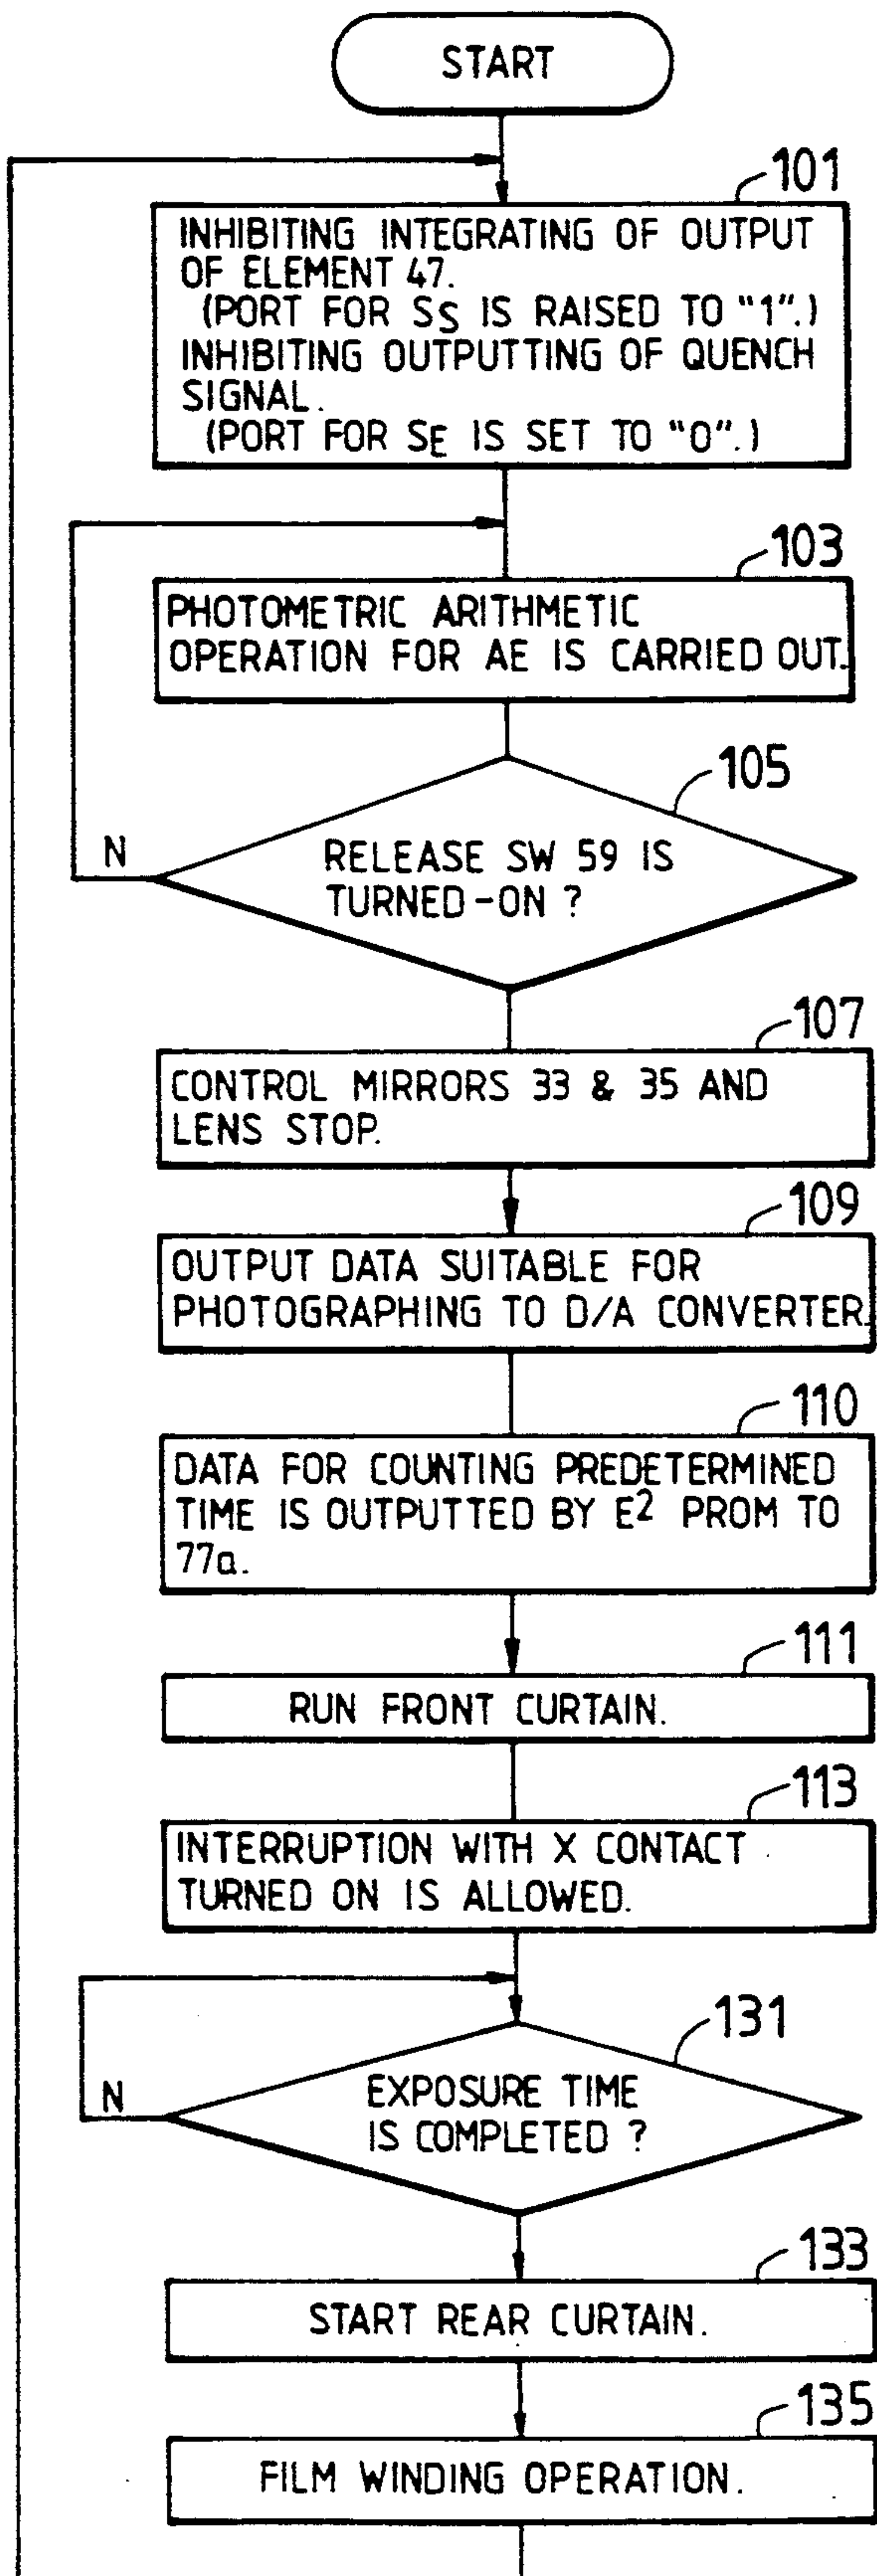 START
101
INHIBITING INTEGRATING OF OUTPUT
OF ELEMENT 47.
(PORT FOR SS IS RAISED TO "1".)
INHIBITING OUTPUTTING OF QUENCH
SIGNAL.
(PORT FOR SE IS SET TO "0".)
103
PHOTOMETRIC ARITHMETIC
OPERATION FOR AE IS CARRIED OUT.
105
N
RELEASE SW 59 IS
TURNED-ON ?
107
CONTROL MIRRORS 33 & 35 AND
LENS STOP.
109
OUTPUT DATA SUITABLE FOR
PHOTOGRAPHING TO D/A CONVERTER.
110
DATA FOR COUNTING PREDETERMINED
TIME IS OUTPUTTED BY E2 PROM TO
77a.
111
RUN FRONT CURTAIN.
113
INTERRUPTION WITH X CONTACT
TURNED ON IS ALLOWED.
131
N
EXPOSURE TIME
IS COMPLETED ?
133
START REAR CURTAIN.
135
FILM WINDING OPERATION.